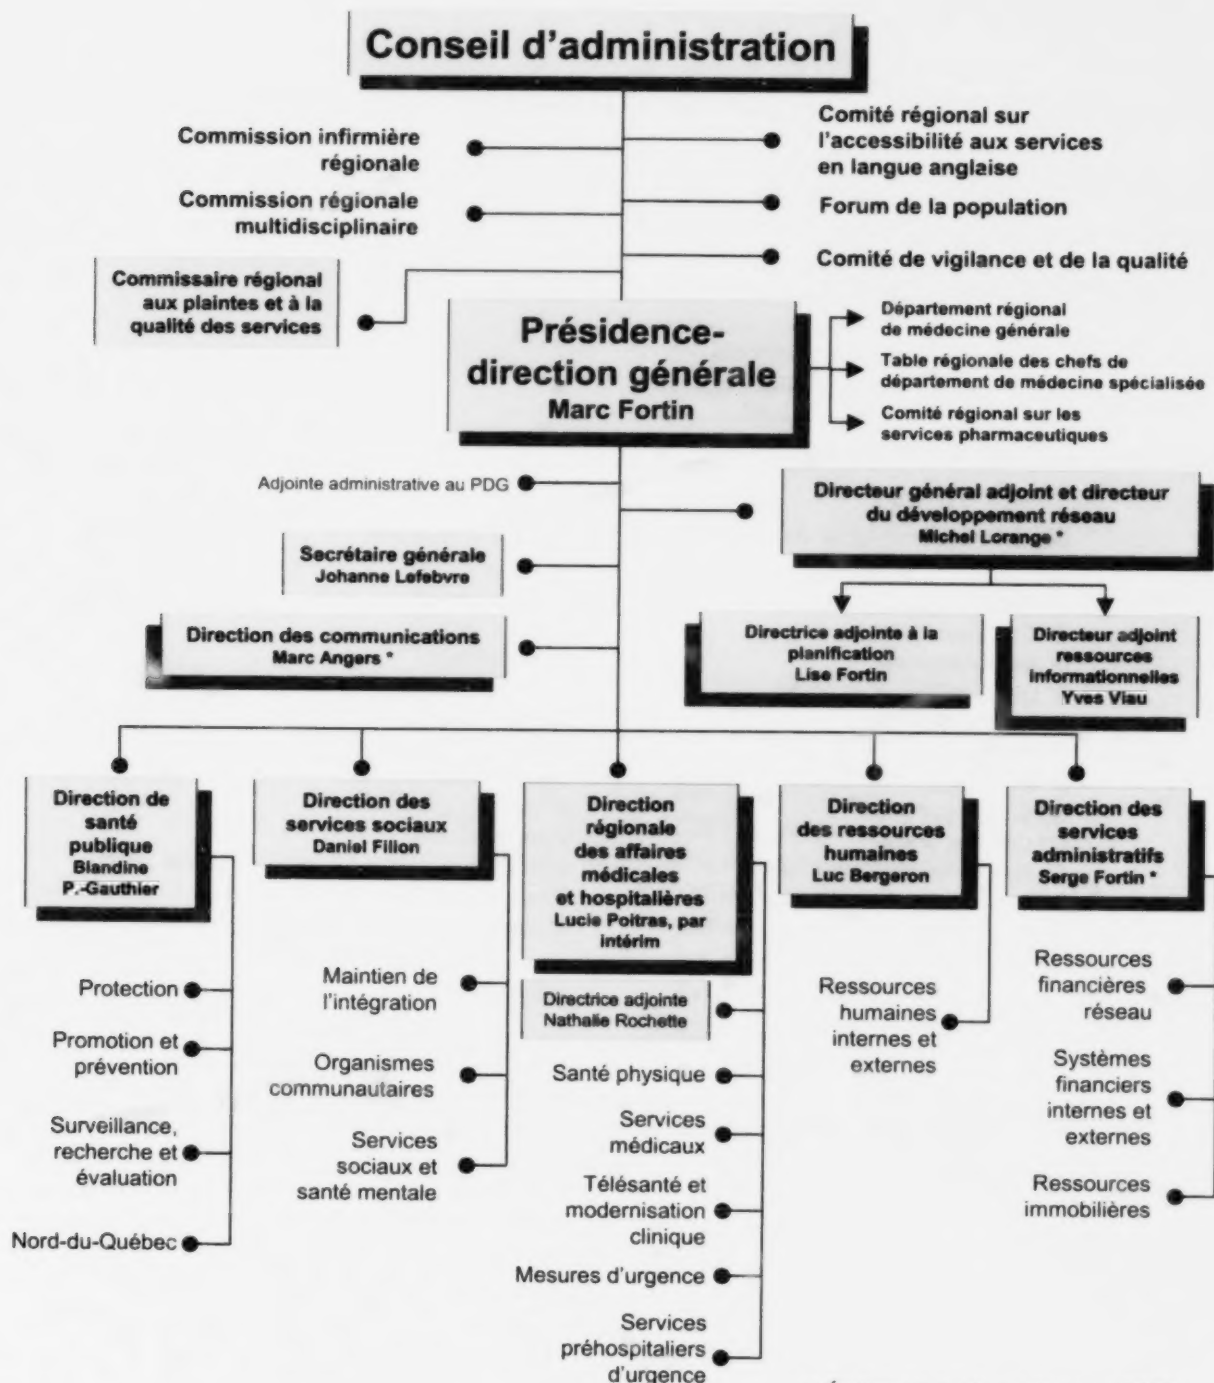 Conseil d'administration
Commission infirmière
régionale
Commission régionale
multidisciplinaire
Commissaire régional
aux plaintes et à la
qualité des services
Comité régional sur
l'accessibilité aux services
en langue anglaise
Forum de la population
Comité de vigilance et de la qualité
Présidence-
direction générale
Marc Fortin
Département régional
de médecine générale
Table régionale des chefs de
département de médecine spécialisée
Comité régional sur les
services pharmaceutiques
Adjointe administrative au PDG
Secrétaire générale
Johanne Lefebvre
Direction des communications
Marc Angers *
Directeur général adjoint et directeur
du développement réseau
Michel Lorange *
Directrice adjointe à la
planification
Lise Fortin
Directeur adjoint
ressources
informationnelles
Yves Viau
Direction de
santé
publique
Blandine
P.-Gauthier
Protection
Promotion et
prévention
Surveillance,
recherche et
évaluation
Nord-du-Québec
Direction des
services sociaux
Daniel Fillon
Maintien de
l'intégration
Organismes
communautaires
Services
sociaux et
santé mentale
Direction
régionale
des affaires
médicales
et hospitalières
Lucie Poitras, par
intérim
Directrice adjointe
Nathalie Rochette
Santé physique
Services
médicaux
Télésanté et
modernisation
clinique
Mesures d'urgence
Services
préhospitaliers
d'urgence
Direction
des ressources
humaines
Luc Bergeron
Ressources
humaines
internes et
externes
Direction des
services
administratifs
Serge Fortin *
Ressources
financières
réseau
Systèmes
financiers
internes et
externes
Ressources
immobilières